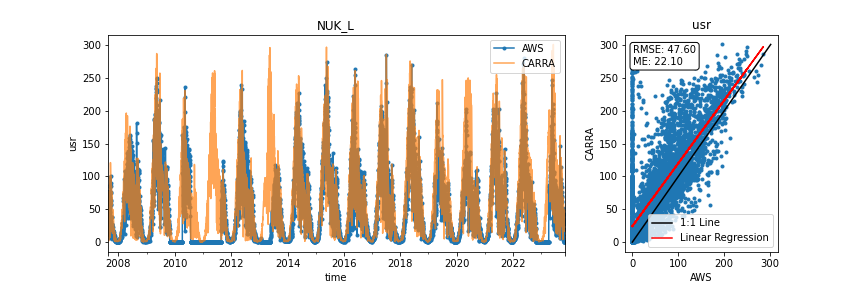 NUK_L
usr
300
250
200
150
100
50
0
2008
2010
2012
2014
2016
2018
2020
2022
time
AWS
CARRA
usr
CARRA
300
250
200
150
100
50
0
0
100
200
300
AWS
RMSE: 47.60
ME: 22.10
1:1 Line
Linear Regression